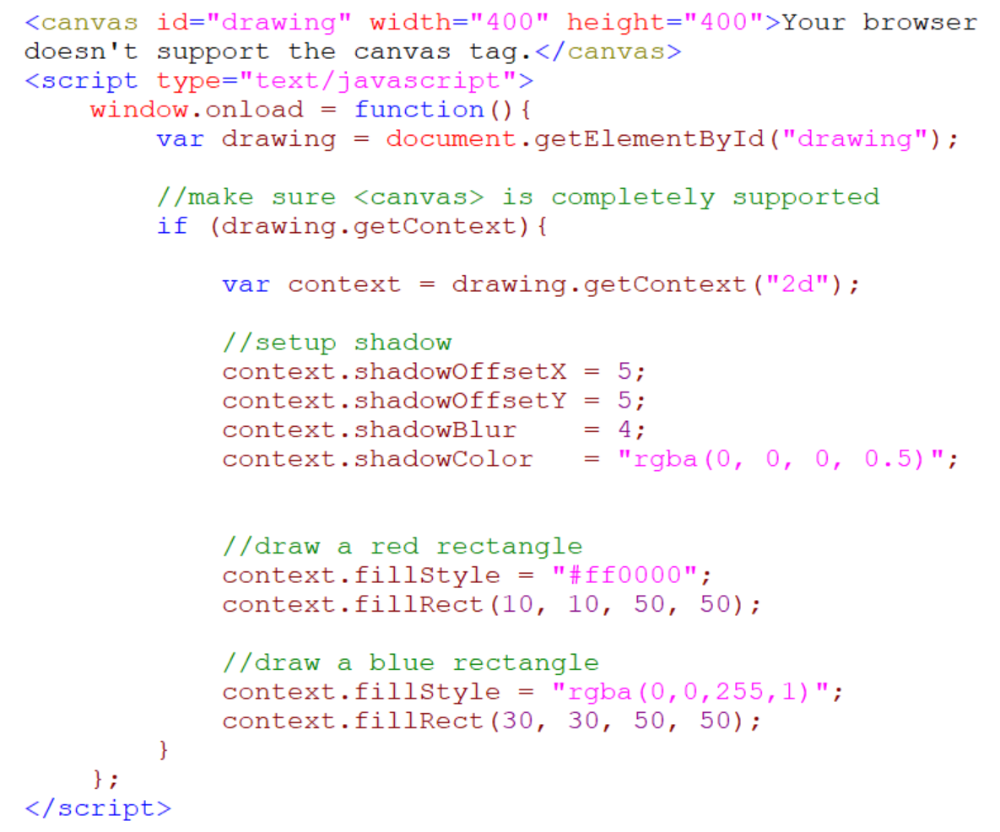 <canvas id="drawing" width="400" height="400">Your browser
doesn't support the canvas tag.</canvas>
<script type="text/javascript">
    window.onload = function(){
        var drawing = document.getElementById("drawing");

        //make sure <canvas> is completely supported
        if (drawing.getContext){

            var context = drawing.getContext("2d");

            //setup shadow
            context.shadowOffsetX = 5;
            context.shadowOffsetY = 5;
            context.shadowBlur    = 4;
            context.shadowColor   = "rgba(0, 0, 0, 0.5)";


            //draw a red rectangle
            context.fillStyle = "#ff0000";
            context.fillRect(10, 10, 50, 50);

            //draw a blue rectangle
            context.fillStyle = "rgba(0,0,255,1)";
            context.fillRect(30, 30, 50, 50);
        }
    };
</script>